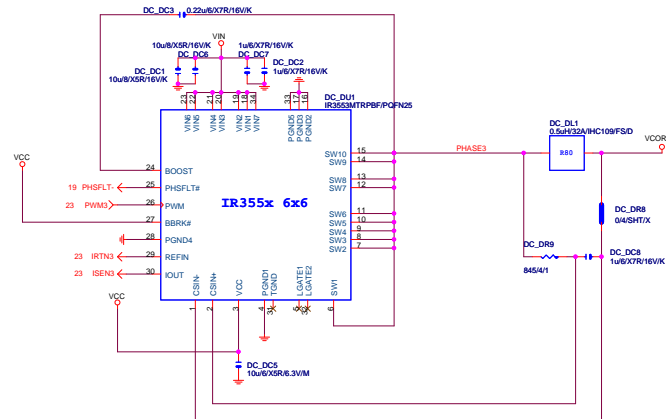 DC_DC3 0.22u/6/X7R/16V/K
VIN
10u/8/X5R/16V/K 1u/6/X7R/16V/K
DC_DC6 DC_DC7
DC_DC1 DC_DC2
10u/8/X5R/16V/K 1u/6/X7R/16V/K
DC_DU1
IR3553MTRPBF/PQFN25
23 22 21 20 19 18 34 33 17 16
VIN6 VIN5 VIN4 VIN3 VIN2 VIN1 VIN7 PGND5 PGND3 PGND2
DC_DL1
0.5uH/32A/IHC109/FS/D
VCOR
R80
PHASE3
SW10 15
SW9 14
SW8 13
SW7 12
SW6 11
SW5 10
SW4 9
SW3 8
SW2 7
VCC
24 BOOST
19 PHSFLT- 25 PHSFLT#
23 PWM3 26 PWM
27 BBRK#
28 PGND4
23 IRTN3 29 REFIN
23 ISEN3 30 IOUT
IR355x 6x6
DC_DR8
0/4/SHT/X
DC_DR9
845/4/1
DC_DC8
1u/6/X7R/16V/K
CSIN- CSIN+ VCC PGND1 TGND LGATE1 LGATE2 SW1
1 2 3 4 31 5 32 6
VCC
DC_DC5
10u/6/X5R/6.3V/M